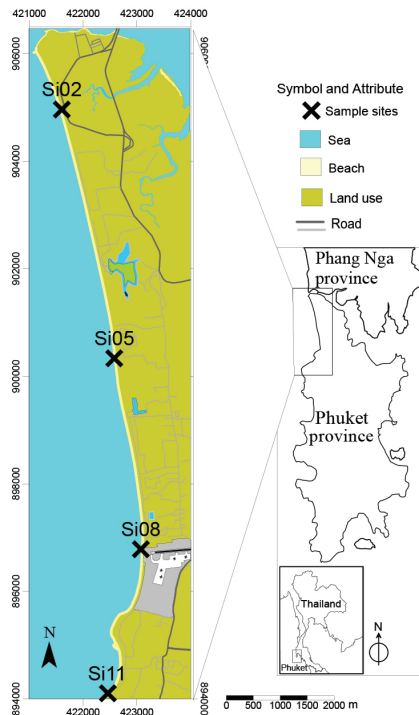 421000 422000 423000 424000
906000
904000
902000
900000
898000
896000
894000
Si02
Si05
Si08
Si11
N
421000 422000 423000
894000
Symbol and Attribute
Sample sites
Sea
Beach
Land use
Road
Phang Nga
province
Phuket
province
Thailand
Phuket
N
0 500 1000 1500 2000 m